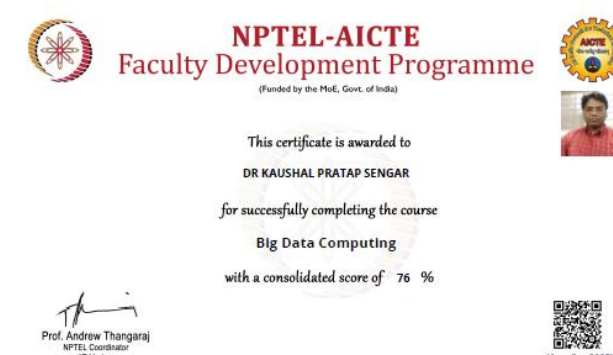 NPTEL-AICTE
Faculty Development Programme
(Funded by the MoE, Govt. of India)
AICTE
This certificate is awarded to
DR KAUSHAL PRATAP SENGAR
for successfully completing the course
Big Data Computing
with a consolidated score of 76 %
Prof. Andrew Thangaraj
NPTEL Coordinator